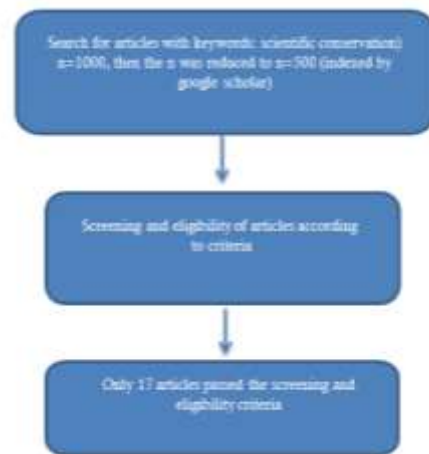 Search for articles with keywords: scientific conservation)
n=1000, then the n was reduced to n=500 (indexed by
google scholar)
Screening and eligibility of articles according
to criteria
Only 17 articles passed the screening and
eligibility criteria